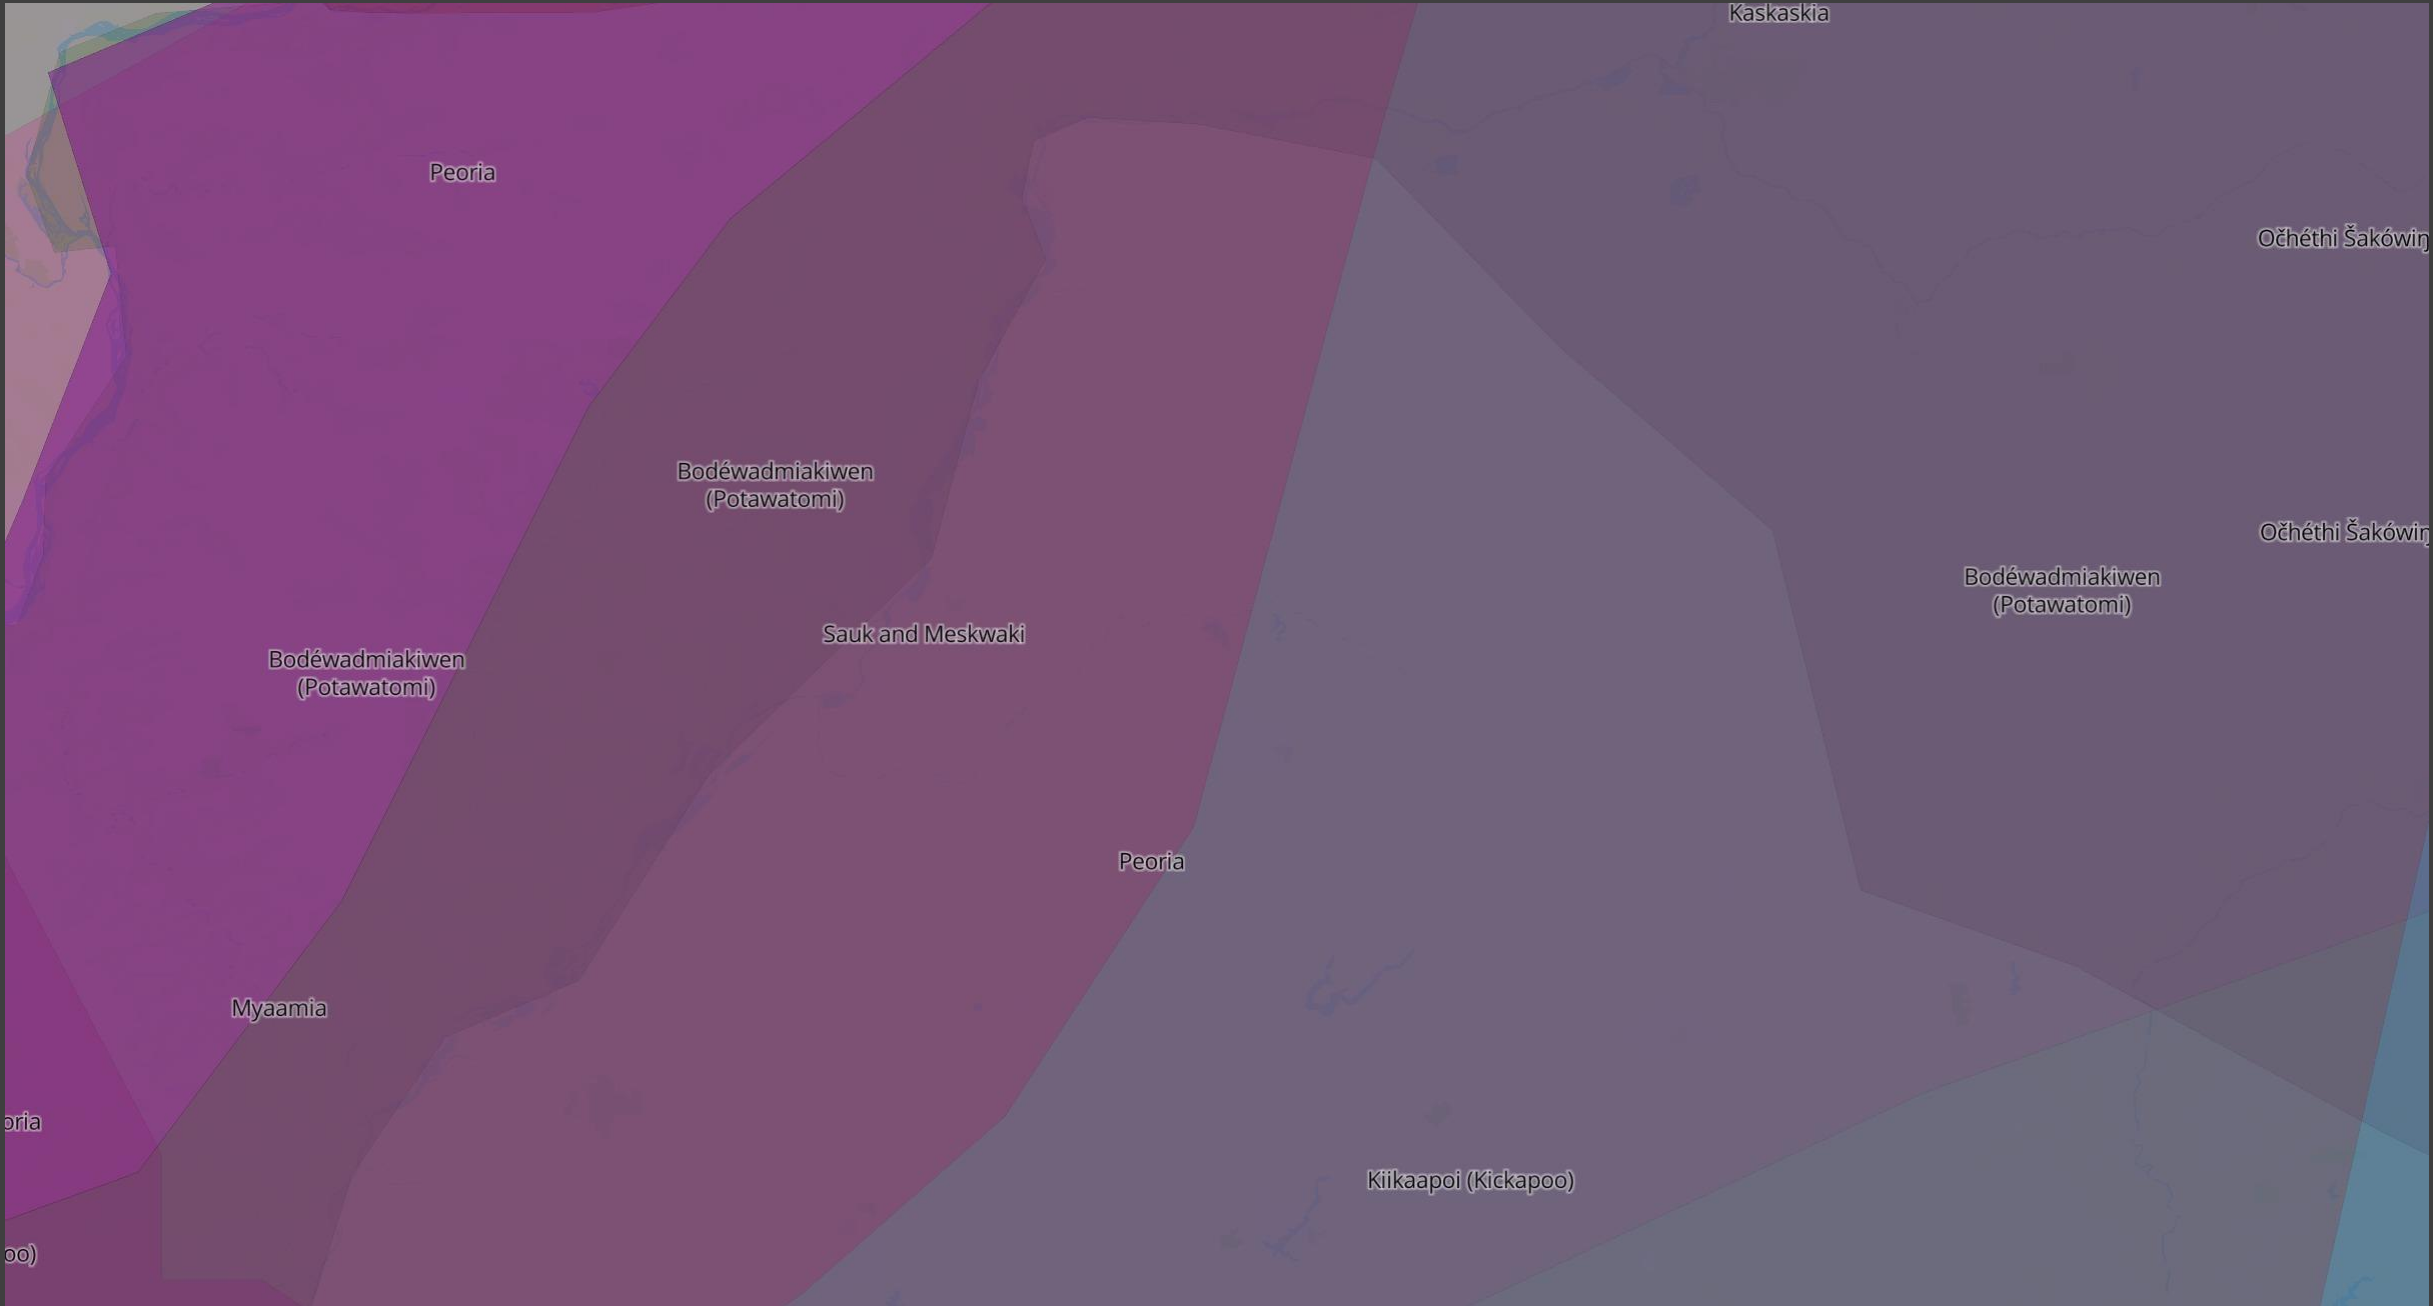 Kaskaskia
Peoria
Očhéthi Šakówiŋ
Bodéwadmiakiwen
(Potawatomi)
Očhéthi Šakówiŋ
Bodéwadmiakiwen
(Potawatomi)
Sauk and Meskwaki
Bodéwadmiakiwen
(Potawatomi)
Peoria
Myaamia
oria
Kiikaapoi (Kickapoo)
oo)